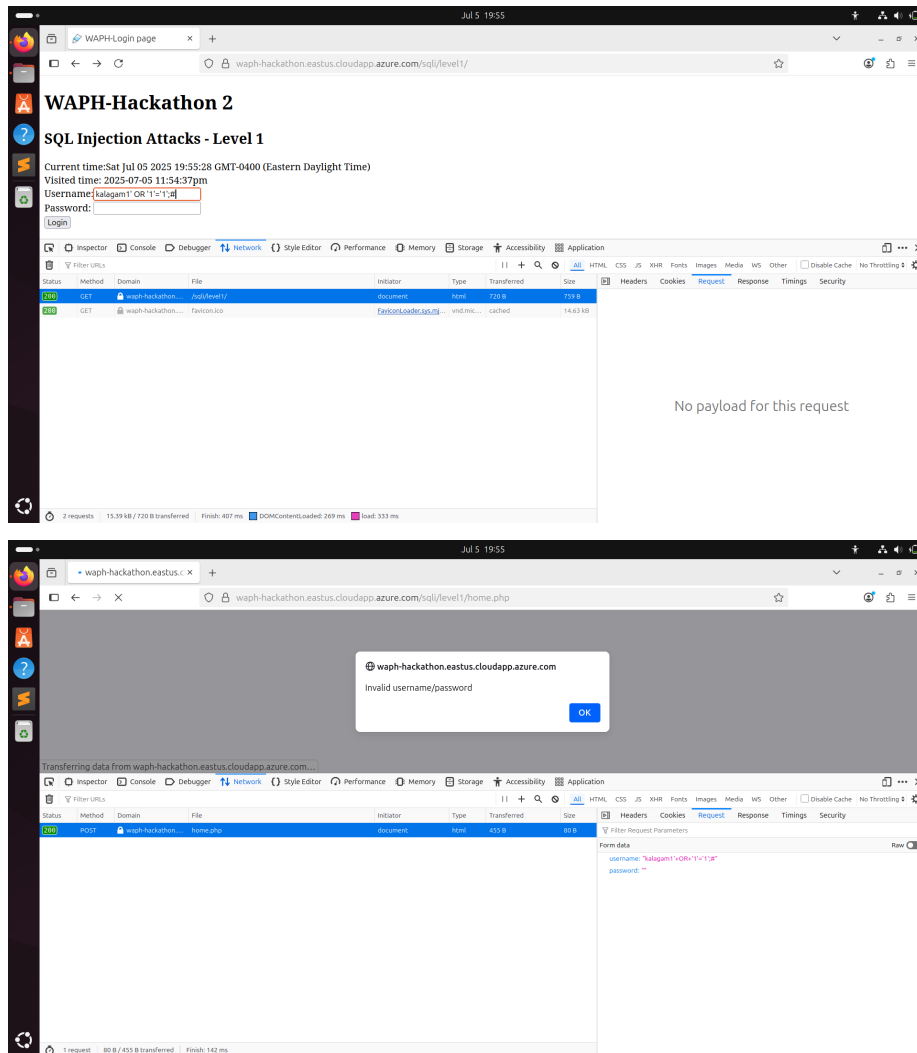 Jul 5 19:55
WAPH-Login page
waph-hackathon.eastus.cloudapp.azure.com/sqli/level1/
WAPH-Hackathon 2
SQL Injection Attacks - Level 1
Current time:Sat Jul 05 2025 19:55:28 GMT-0400 (Eastern Daylight Time)
Visited time: 2025-07-05 11:54:37pm
Username: kalagam1' OR '1'='1';#
Password:
Login
Inspector Console Debugger Network Style Editor Performance Memory Storage Accessibility Application
Filter URLs All HTML CSS JS XHR Fonts Images Media WS Other Disable Cache No Throttling
Status Method Domain File Initiator Type Transferred Size Headers Cookies Request Response Timings Security
200 GET waph-hackathon.... /sqli/level1/ document html 720 B 759 B
200 GET waph-hackathon.... favicon.ico FaviconLoader.sys.mj... vnd.mic... cached 14.63 kB
No payload for this request
2 requests 15.39 kB / 720 B transferred Finish: 407 ms DOMContentLoaded: 269 ms load: 333 ms
Jul 5 19:55
waph-hackathon.eastus.c
waph-hackathon.eastus.cloudapp.azure.com/sqli/level1/home.php
waph-hackathon.eastus.cloudapp.azure.com
Invalid username/password
OK
Transferring data from waph-hackathon.eastus.cloudapp.azure.com...
Inspector Console Debugger Network Style Editor Performance Memory Storage Accessibility Application
Filter URLs All HTML CSS JS XHR Fonts Images Media WS Other Disable Cache No Throttling
Status Method Domain File Initiator Type Transferred Size Headers Cookies Request Response Timings Security
200 POST waph-hackathon.... home.php document html 455 B 80 B
Filter Request Parameters
Form data Raw
username: "kalagam1'+OR+'1'='1';#"
password: ""
1 request 80 B / 455 B transferred Finish: 142 ms